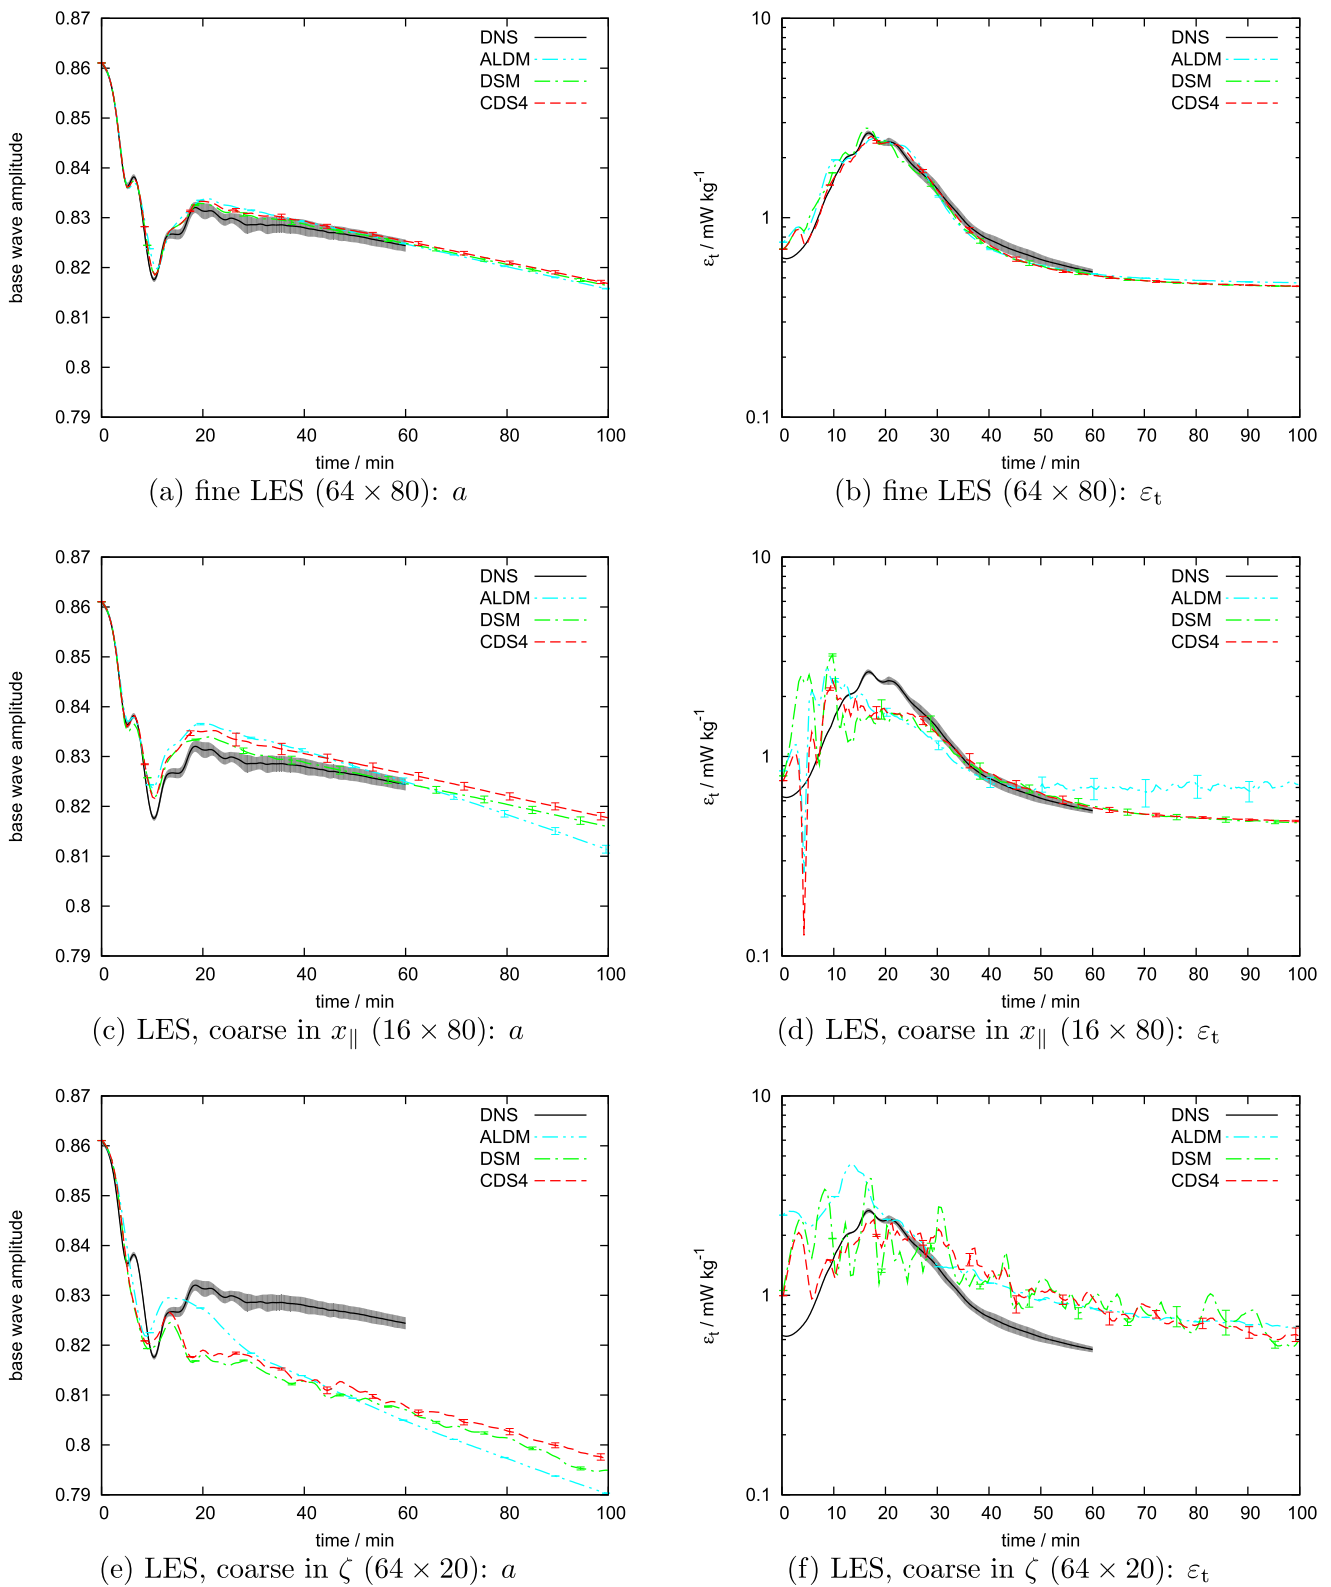 0.87
0.86
0.85
0.84
0.83
0.82
0.81
0.8
0.79
base wave amplitude
DNS
ALDM
DSM
CDS4
0 20 40 60 80 100
time / min
(a) fine LES (64 × 80): a
10
1
0.1
εt / mW kg-1
DNS
ALDM
DSM
CDS4
0 10 20 30 40 50 60 70 80 90 100
time / min
(b) fine LES (64 × 80): εt
0.87
0.86
0.85
0.84
0.83
0.82
0.81
0.8
0.79
base wave amplitude
DNS
ALDM
DSM
CDS4
0 20 40 60 80 100
time / min
(c) LES, coarse in x∥ (16 × 80): a
10
1
0.1
εt / mW kg-1
DNS
ALDM
DSM
CDS4
0 10 20 30 40 50 60 70 80 90 100
time / min
(d) LES, coarse in x∥ (16 × 80): εt
0.87
0.86
0.85
0.84
0.83
0.82
0.81
0.8
0.79
base wave amplitude
DNS
ALDM
DSM
CDS4
0 20 40 60 80 100
time / min
(e) LES, coarse in ζ (64 × 20): a
10
1
0.1
εt / mW kg-1
DNS
ALDM
DSM
CDS4
0 10 20 30 40 50 60 70 80 90 100
time / min
(f) LES, coarse in ζ (64 × 20): εt